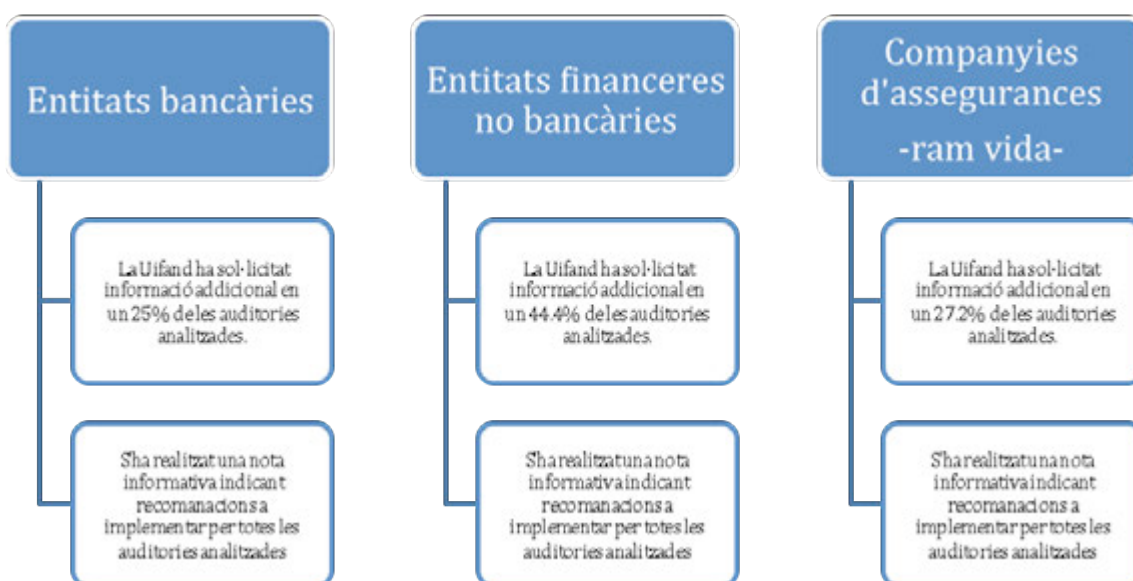 Entitats bancàries
La Uifand ha sol·licitat
informació addicional en
un 25% de les auditories
analitzades.
S'ha realitzat una nota
informativa indicant
recomanacions a
implementar per totes les
auditories analitzades
Entitats financeres
no bancàries
La Uifand ha sol·licitat
informació addicional en
un 44.4% de les auditories
analitzades.
S'ha realitzat una nota
informativa indicant
recomanacions a
implementar per totes les
auditories analitzades
Companyies
d'assegurances
-ram vida-
La Uifand ha sol·licitat
informació addicional en
un 27.2% de les auditories
analitzades.
S'ha realitzat una nota
informativa indicant
recomanacions a
implementar per totes les
auditories analitzades